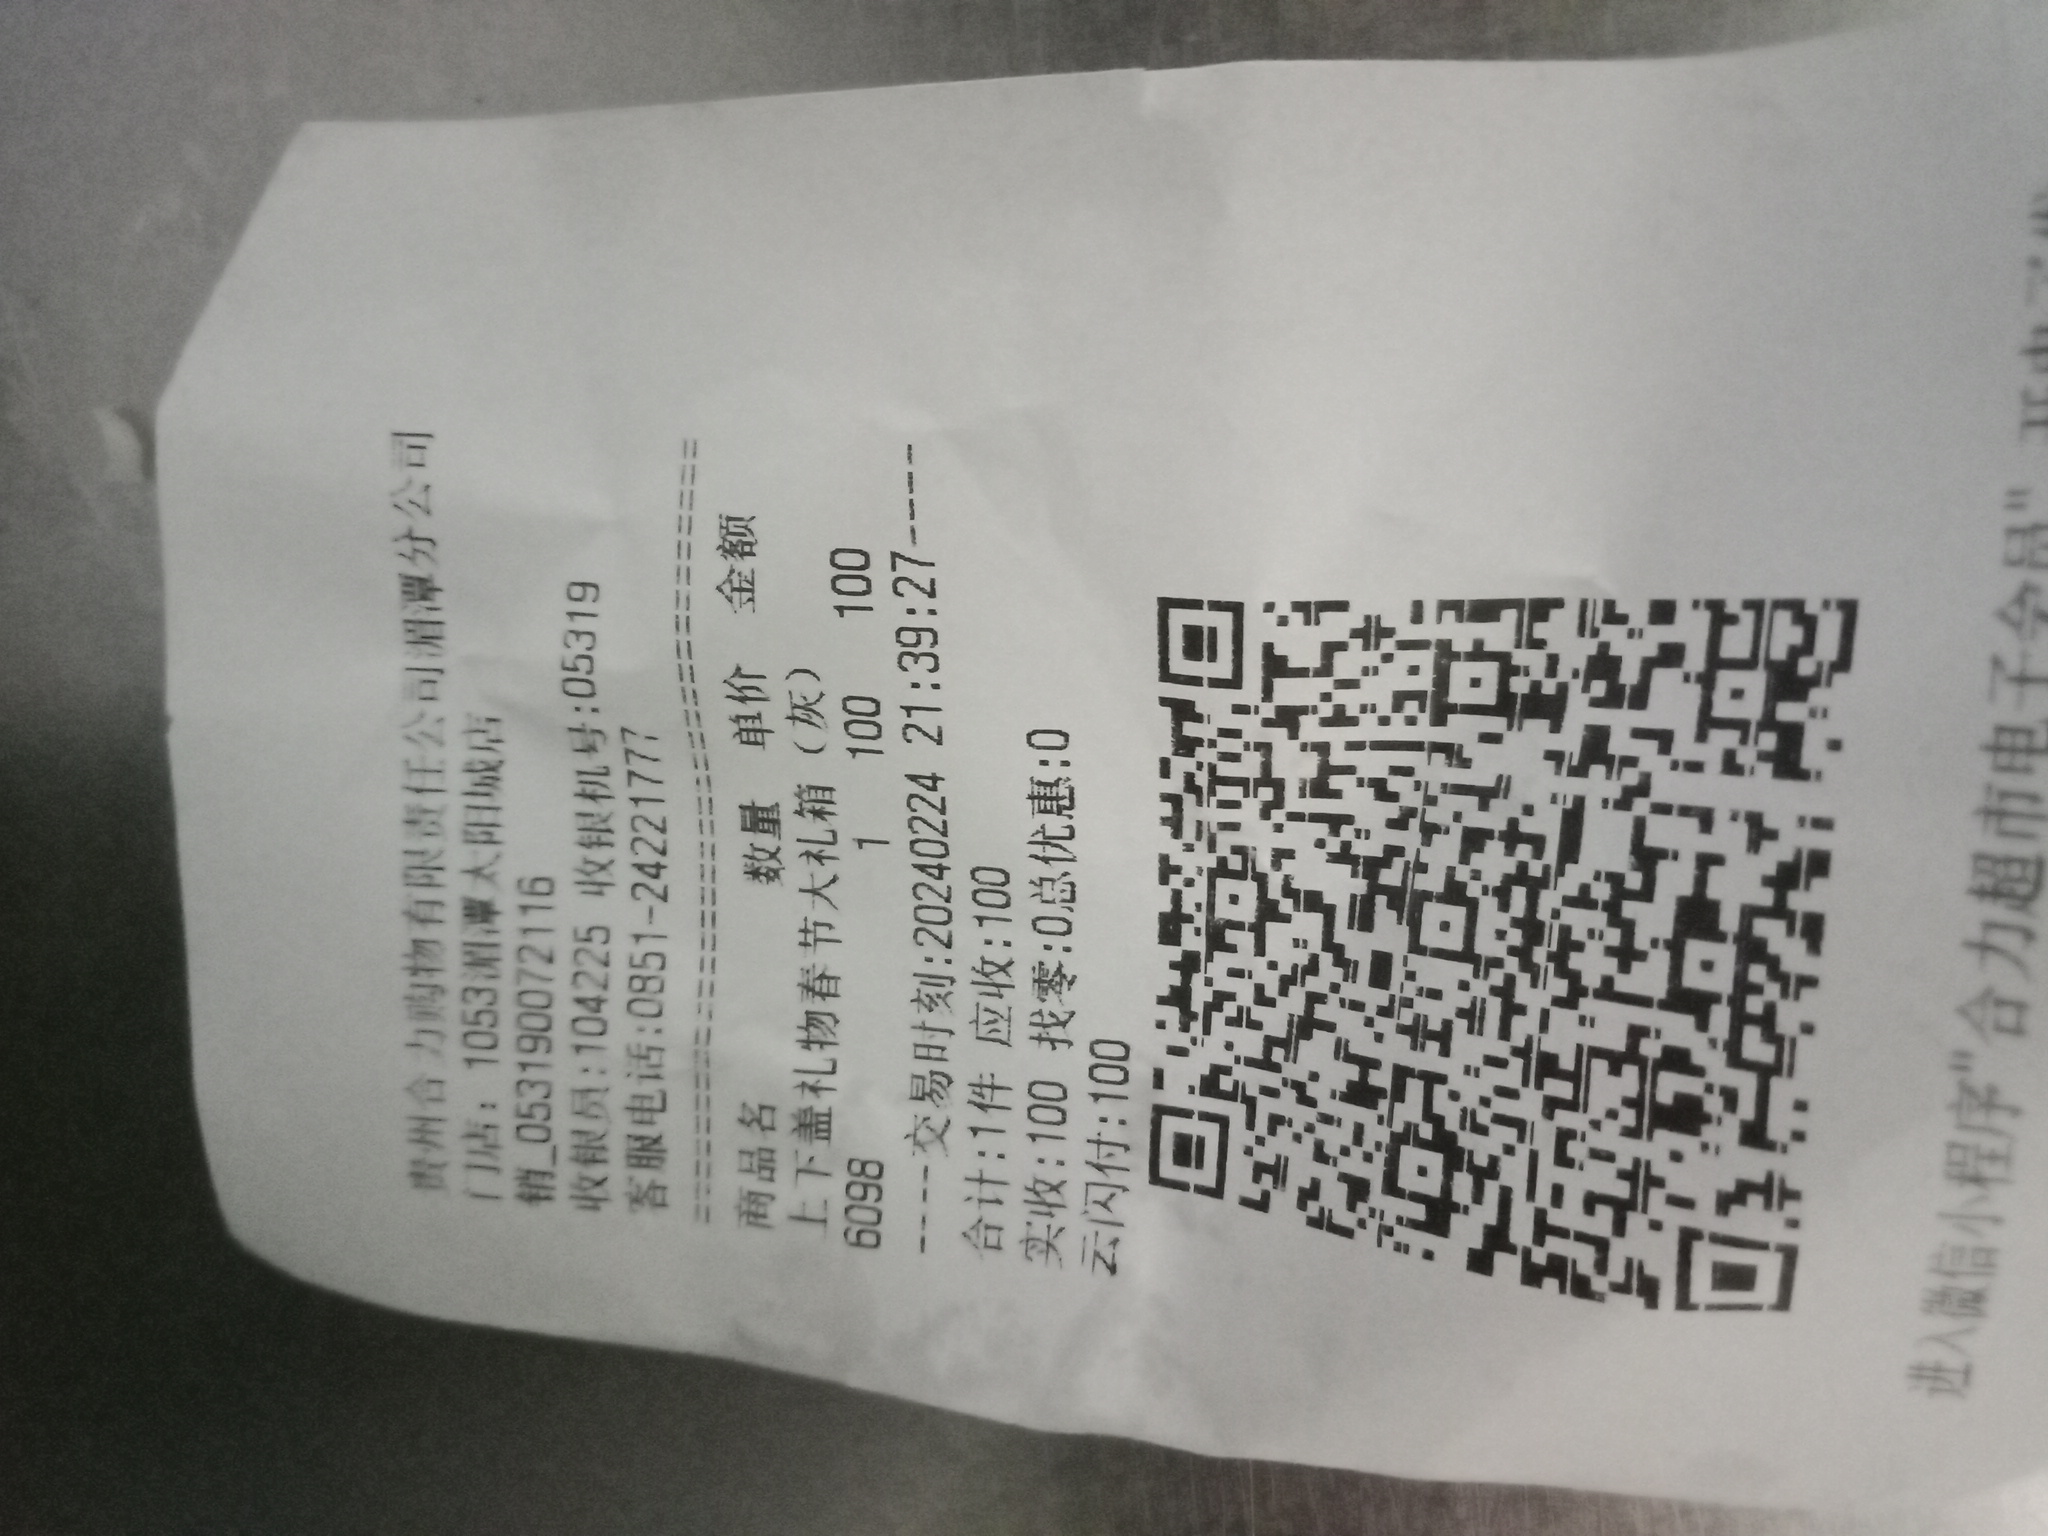 贵州合力购物有限责任公司湄潭分公司
门店：1053湄潭太阳城店
销_053190072116
收银员:104225 收银机号:05319
客服电话:0851-24221777
========================================
商品名 数量 单价 金额
上下盖礼物春节大礼箱（灰）
6098 1 100 100
----交易时刻:20240224 21:39:27----
合计:1件 应收:100
实收:100 找零:0总优惠:0
云闪付:100
进入微信小程序"合力超市电子会员"